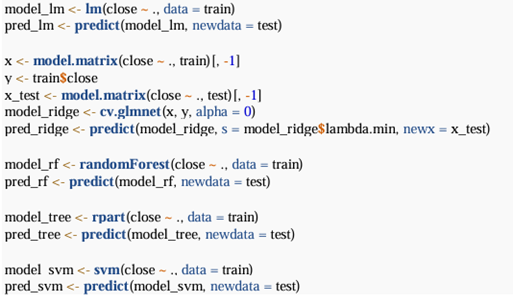 model_lm <- lm(close ~ ., data = train)
pred_lm <- predict(model_lm, newdata = test)
x <- model.matrix(close ~ ., train)[, -1]
y <- train$close
x_test <- model.matrix(close ~ ., test)[, -1]
model_ridge <- cv.glmnet(x, y, alpha = 0)
pred_ridge <- predict(model_ridge, s = model_ridge$lambda.min, newx = x_test)
model_rf <- randomForest(close ~ ., data = train)
pred_rf <- predict(model_rf, newdata = test)
model_tree <- rpart(close ~ ., data = train)
pred_tree <- predict(model_tree, newdata = test)
model_svm <- svm(close ~ ., data = train)
pred_svm <- predict(model_svm, newdata = test)